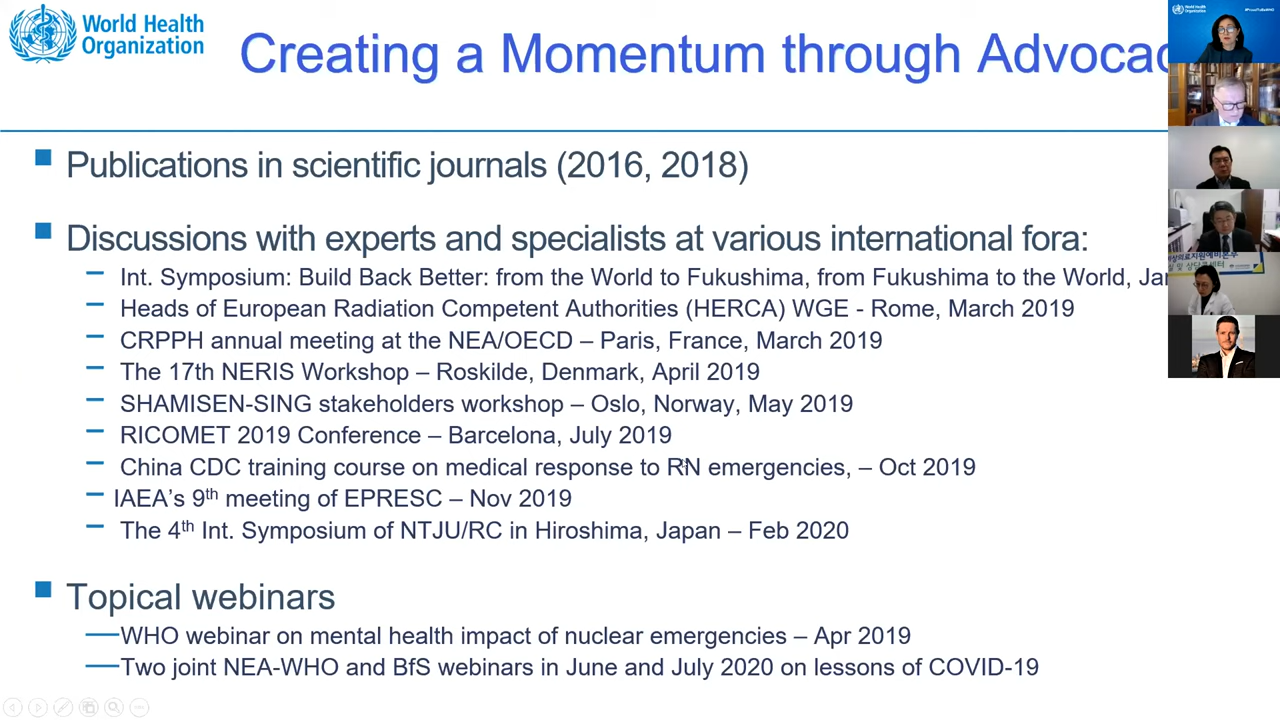 World Health
Organization
Creating a Momentum through Advocac
Publications in scientific journals (2016, 2018)
Discussions with experts and specialists at various international fora:
– Int. Symposium: Build Back Better: from the World to Fukushima, from Fukushima to the World, Jan
– Heads of European Radiation Competent Authorities (HERCA) WGE - Rome, March 2019
– CRPPH annual meeting at the NEA/OECD – Paris, France, March 2019
– The 17th NERIS Workshop – Roskilde, Denmark, April 2019
– SHAMISEN-SING stakeholders workshop – Oslo, Norway, May 2019
– RICOMET 2019 Conference – Barcelona, July 2019
– China CDC training course on medical response to RN emergencies, – Oct 2019
– IAEA's 9th meeting of EPRESC – Nov 2019
– The 4th Int. Symposium of NTJU/RC in Hiroshima, Japan – Feb 2020
Topical webinars
—WHO webinar on mental health impact of nuclear emergencies – Apr 2019
—Two joint NEA-WHO and BfS webinars in June and July 2020 on lessons of COVID-19
World Health
Organization